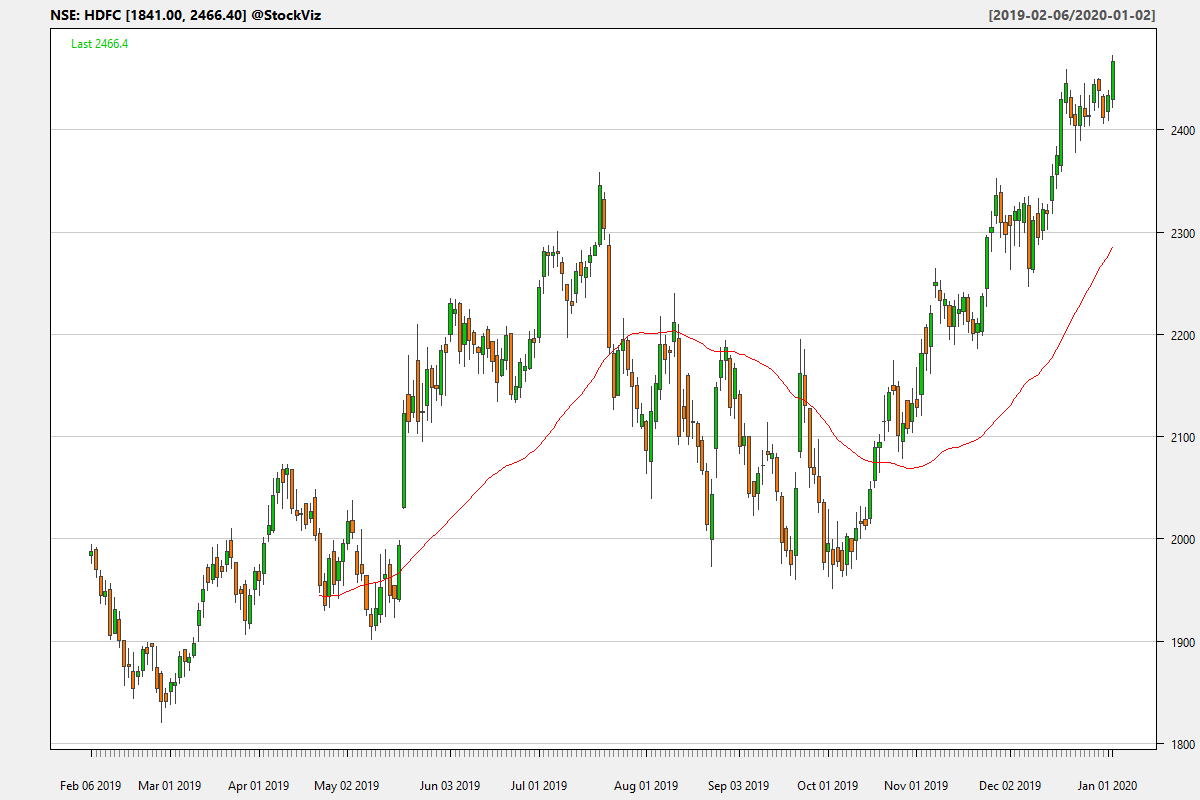 NSE: HDFC [1841.00, 2466.40] @StockViz [2019-02-06/2020-01-02]
Last 2466.4
2400
2300
2200
2100
2000
1900
1800
Feb 06 2019 Mar 01 2019 Apr 01 2019 May 02 2019 Jun 03 2019 Jul 01 2019 Aug 01 2019 Sep 03 2019 Oct 01 2019 Nov 01 2019 Dec 02 2019 Jan 01 2020